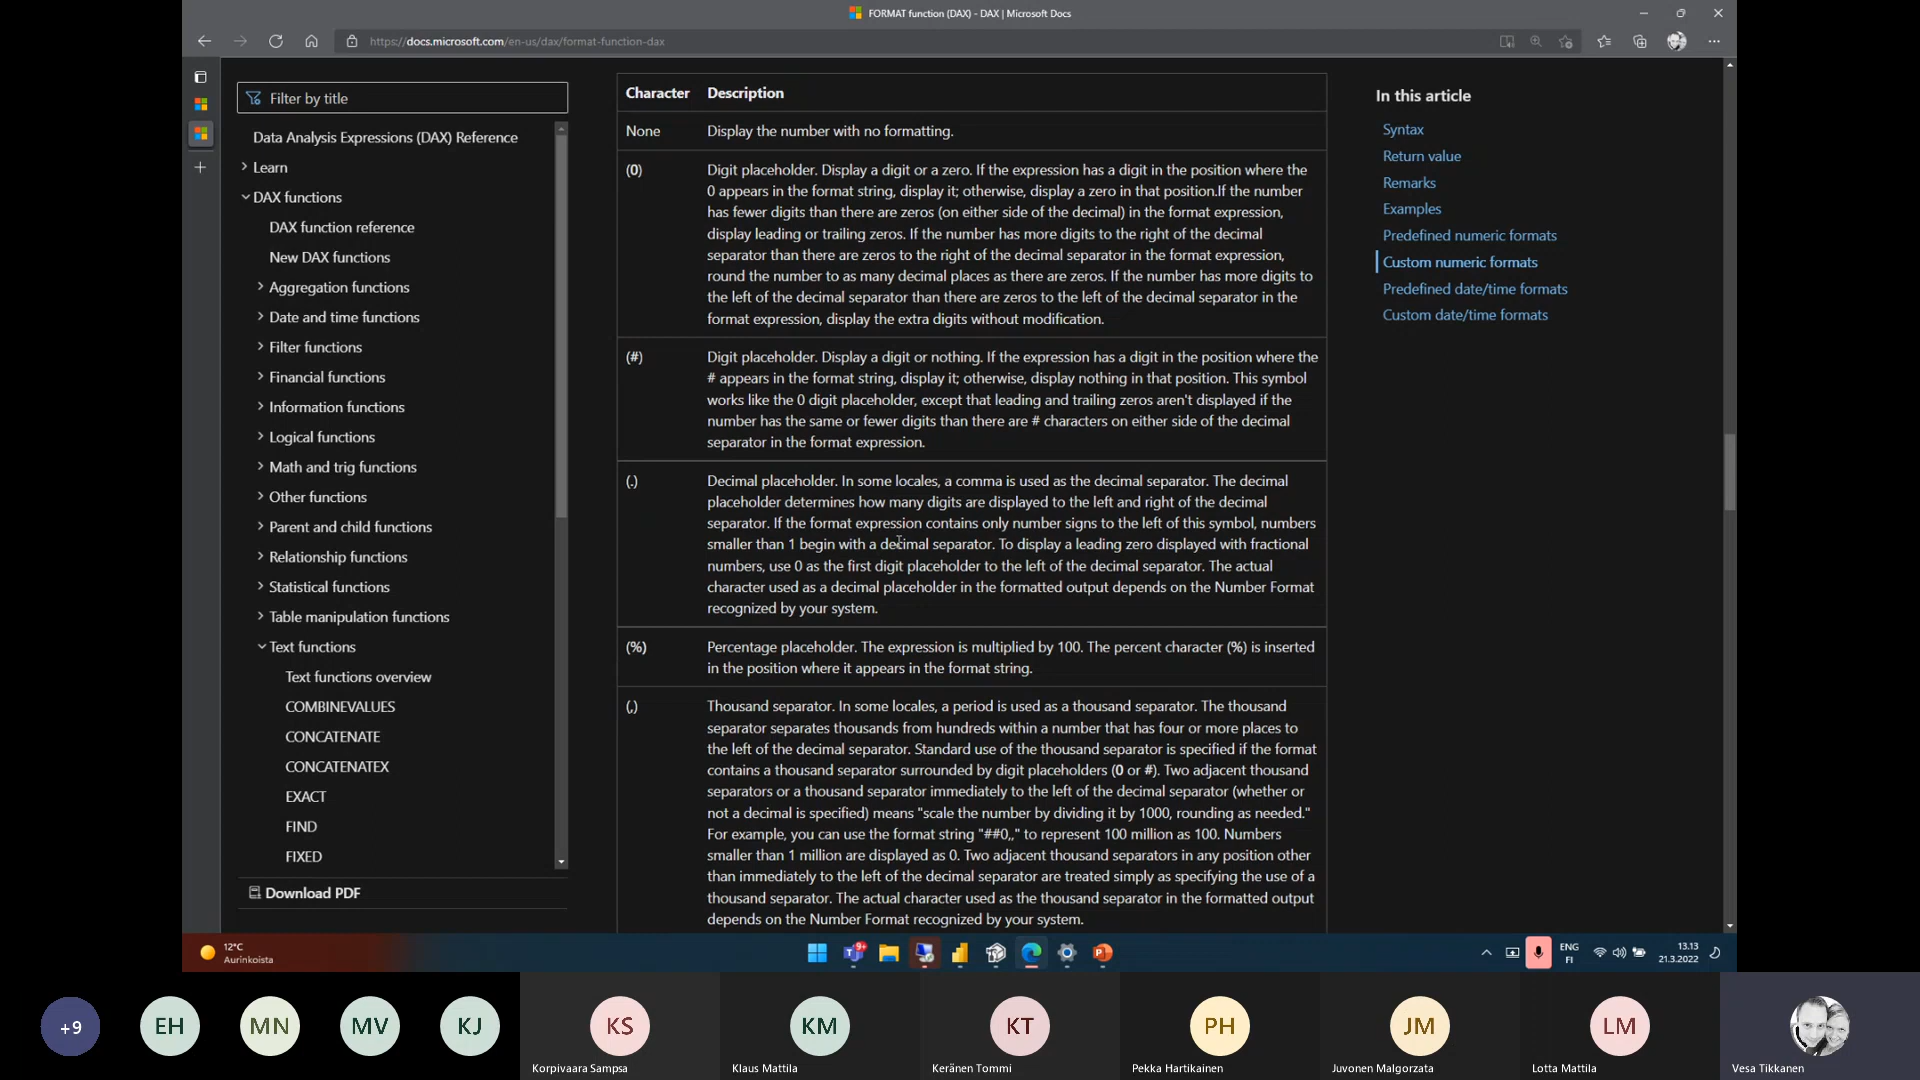 FORMAT function (DAX) - DAX | Microsoft Docs
https://docs.microsoft.com/en-us/dax/format-function-dax
Filter by title
Data Analysis Expressions (DAX) Reference
Learn
DAX functions
DAX function reference
New DAX functions
Aggregation functions
Date and time functions
Filter functions
Financial functions
Information functions
Logical functions
Math and trig functions
Other functions
Parent and child functions
Relationship functions
Statistical functions
Table manipulation functions
Text functions
Text functions overview
COMBINEVALUES
CONCATENATE
CONCATENATEX
EXACT
FIND
FIXED
Download PDF
Character Description
None Display the number with no formatting.
(0) Digit placeholder. Display a digit or a zero. If the expression has a digit in the position where the
0 appears in the format string, display it; otherwise, display a zero in that position.If the number
has fewer digits than there are zeros (on either side of the decimal) in the format expression,
display leading or trailing zeros. If the number has more digits to the right of the decimal
separator than there are zeros to the right of the decimal separator in the format expression,
round the number to as many decimal places as there are zeros. If the number has more digits to
the left of the decimal separator than there are zeros to the left of the decimal separator in the
format expression, display the extra digits without modification.
(#) Digit placeholder. Display a digit or nothing. If the expression has a digit in the position where the
# appears in the format string, display it; otherwise, display nothing in that position. This symbol
works like the 0 digit placeholder, except that leading and trailing zeros aren't displayed if the
number has the same or fewer digits than there are # characters on either side of the decimal
separator in the format expression.
(.) Decimal placeholder. In some locales, a comma is used as the decimal separator. The decimal
placeholder determines how many digits are displayed to the left and right of the decimal
separator. If the format expression contains only number signs to the left of this symbol, numbers
smaller than 1 begin with a decimal separator. To display a leading zero displayed with fractional
numbers, use 0 as the first digit placeholder to the left of the decimal separator. The actual
character used as a decimal placeholder in the formatted output depends on the Number Format
recognized by your system.
(%) Percentage placeholder. The expression is multiplied by 100. The percent character (%) is inserted
in the position where it appears in the format string.
(,) Thousand separator. In some locales, a period is used as a thousand separator. The thousand
separator separates thousands from hundreds within a number that has four or more places to
the left of the decimal separator. Standard use of the thousand separator is specified if the format
contains a thousand separator surrounded by digit placeholders (0 or #). Two adjacent thousand
separators or a thousand separator immediately to the left of the decimal separator (whether or
not a decimal is specified) means "scale the number by dividing it by 1000, rounding as needed."
For example, you can use the format string "##0,," to represent 100 million as 100. Numbers
smaller than 1 million are displayed as 0. Two adjacent thousand separators in any position other
than immediately to the left of the decimal separator are treated simply as specifying the use of a
thousand separator. The actual character used as the thousand separator in the formatted output
depends on the Number Format recognized by your system.
In this article
Syntax
Return value
Remarks
Examples
Predefined numeric formats
Custom numeric formats
Predefined date/time formats
Custom date/time formats
12°C
Aurinkoista
9+
ENG
FI
13.13
21.3.2022
+9
EH
MN
MV
KJ
KS
KM
KT
PH
JM
LM
Korpivaara Sampsa
Klaus Mattila
Keränen Tommi
Pekka Hartikainen
Juvonen Malgorzata
Lotta Mattila
Vesa Tikkanen